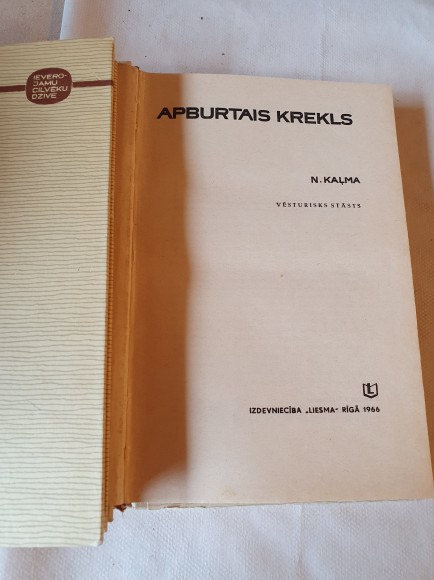 IEVĒRO-
JAMU
CILVĒKU
DZĪVE
APBURTAIS KREKLS
N. KAĻMA
VĒSTURISKS STĀSTS
IZDEVNIECĪBA „LIESMA“ RĪGĀ 1966